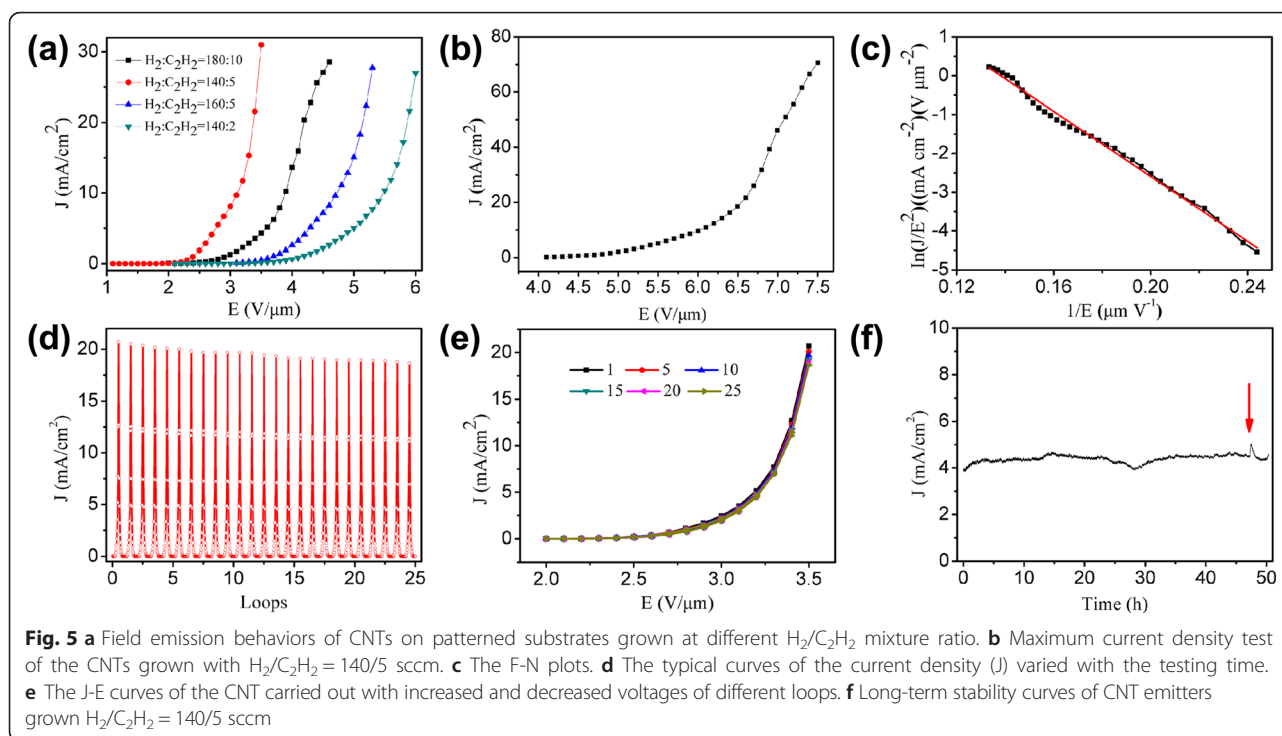 (a)
30
20
10
0
J (mA/cm²)
H₂:C₂H₂=180:10
H₂:C₂H₂=140:5
H₂:C₂H₂=160:5
H₂:C₂H₂=140:2
1 2 3 4 5 6
E (V/μm)
(b)
80
60
40
20
0
J (mA/cm²)
4.0 4.5 5.0 5.5 6.0 6.5 7.0 7.5
E (V/μm)
(c)
1
0
-1
-2
-3
-4
-5
In(J/E²)((mA cm⁻²)(V μm⁻²)
0.12 0.16 0.20 0.24
1/E (μm V⁻¹)
(d)
20
15
10
5
0
J (mA/cm²)
0 5 10 15 20 25
Loops
(e)
20
15
10
5
0
J (mA/cm²)
1 5 10
15 20 25
2.0 2.5 3.0 3.5
E (V/μm)
(f)
10
8
6
4
2
0
J (mA/cm²)
0 10 20 30 40 50
Time (h)
Fig. 5 a Field emission behaviors of CNTs on patterned substrates grown at different H₂/C₂H₂ mixture ratio. b Maximum current density test
of the CNTs grown with H₂/C₂H₂ = 140/5 sccm. c The F-N plots. d The typical curves of the current density (J) varied with the testing time.
e The J-E curves of the CNT carried out with increased and decreased voltages of different loops. f Long-term stability curves of CNT emitters
grown H₂/C₂H₂ = 140/5 sccm